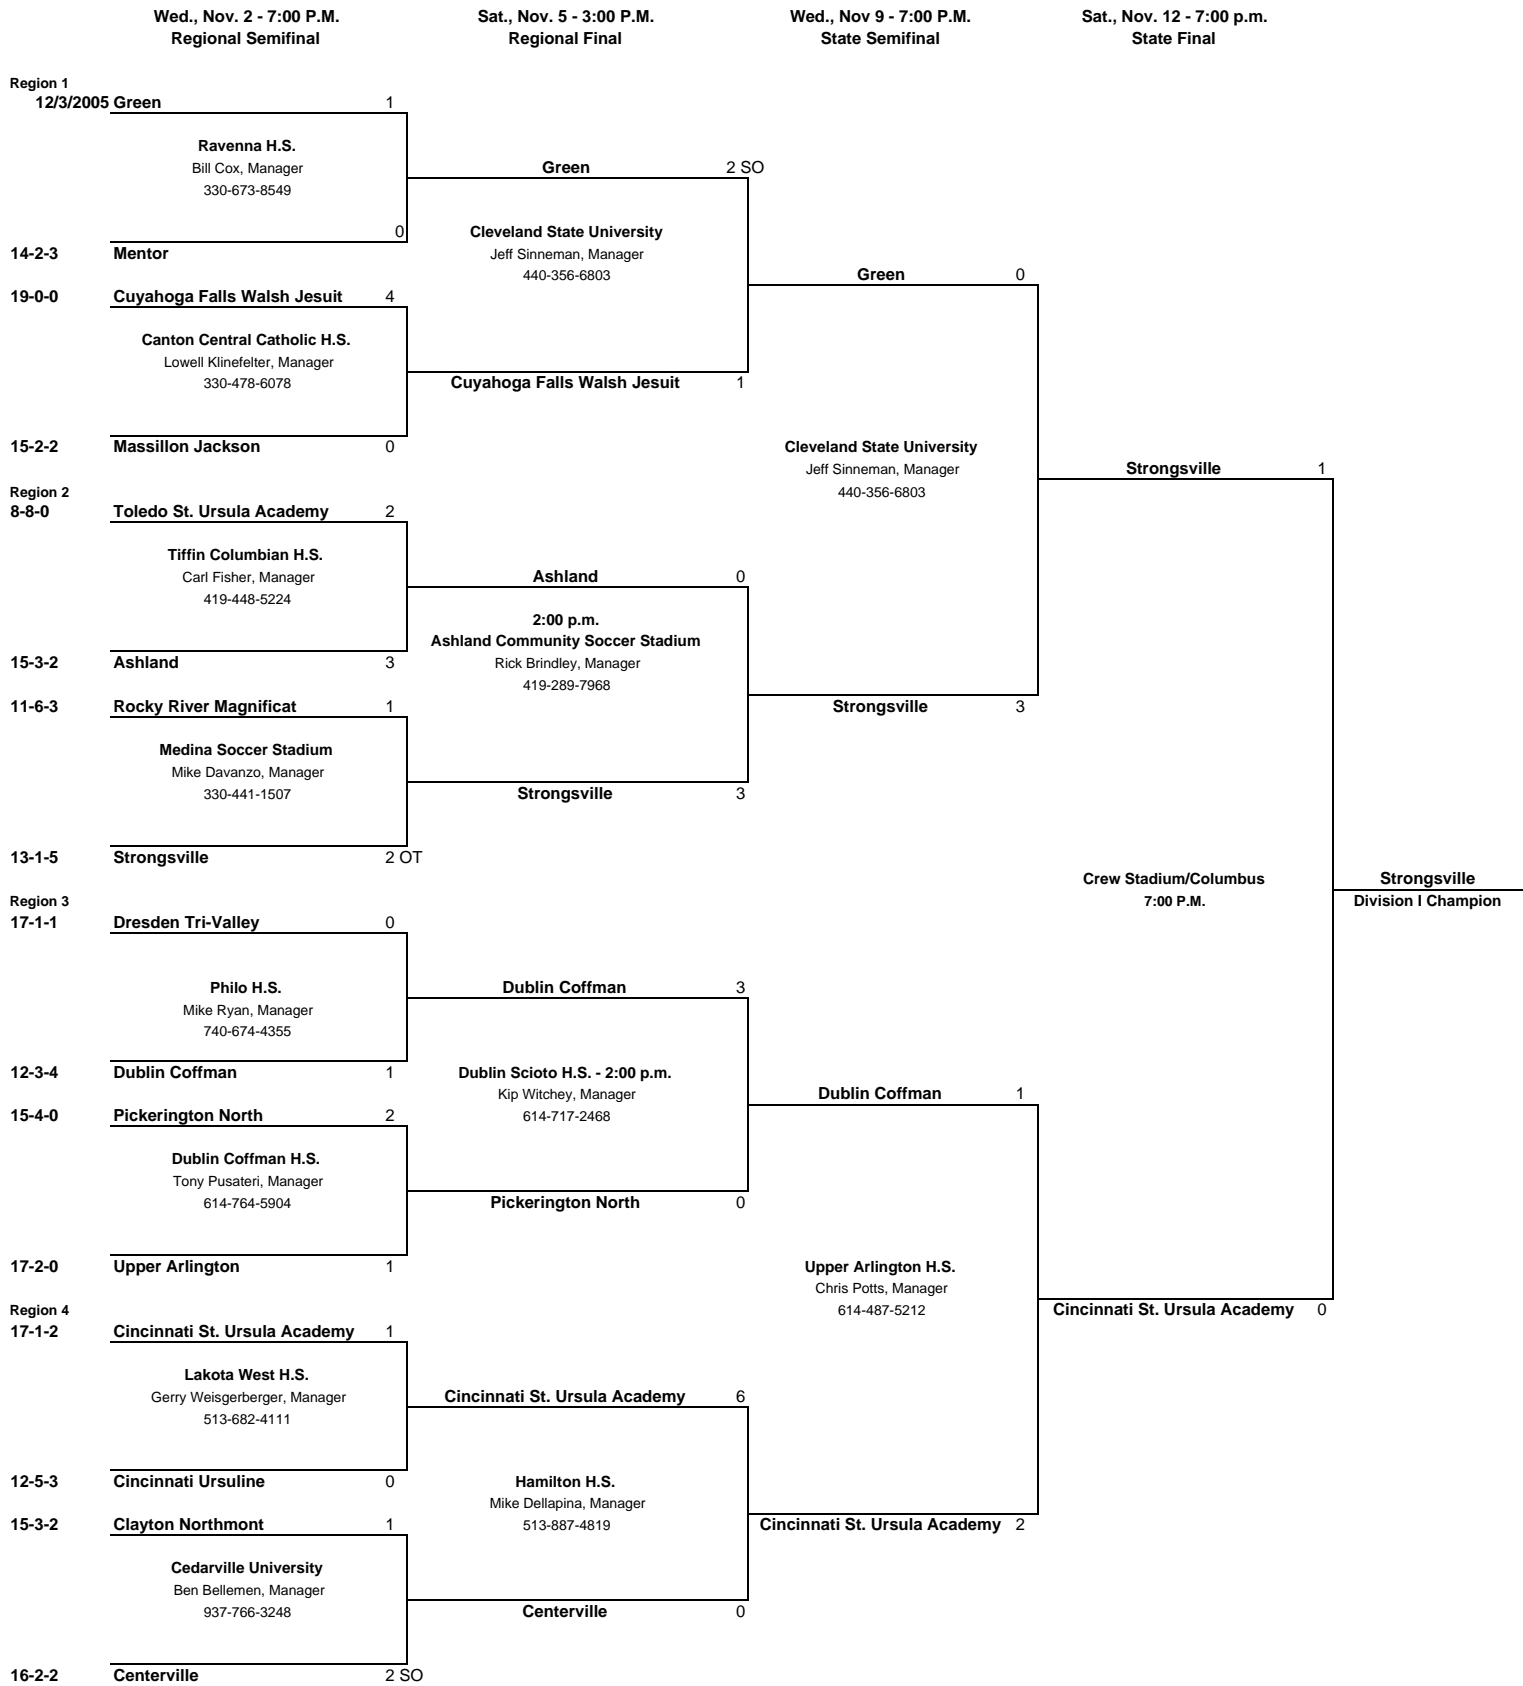 Wed., Nov. 2 - 7:00 P.M.
Regional Semifinal
Sat., Nov. 5 - 3:00 P.M.
Regional Final
Wed., Nov 9 - 7:00 P.M.
State Semifinal
Sat., Nov. 12 - 7:00 p.m.
State Final
Region 1
12/3/2005 Green 1
Ravenna H.S.
Bill Cox, Manager
330-673-8549
0
14-2-3 Mentor
19-0-0 Cuyahoga Falls Walsh Jesuit 4
Canton Central Catholic H.S.
Lowell Klinefelter, Manager
330-478-6078
15-2-2 Massillon Jackson 0
Region 2
8-8-0 Toledo St. Ursula Academy 2
Tiffin Columbian H.S.
Carl Fisher, Manager
419-448-5224
15-3-2 Ashland 3
11-6-3 Rocky River Magnificat 1
Medina Soccer Stadium
Mike Davanzo, Manager
330-441-1507
13-1-5 Strongsville 2 OT
Region 3
17-1-1 Dresden Tri-Valley 0
Philo H.S.
Mike Ryan, Manager
740-674-4355
12-3-4 Dublin Coffman 1
15-4-0 Pickerington North 2
Dublin Coffman H.S.
Tony Pusateri, Manager
614-764-5904
17-2-0 Upper Arlington 1
Region 4
17-1-2 Cincinnati St. Ursula Academy 1
Lakota West H.S.
Gerry Weisgerberger, Manager
513-682-4111
12-5-3 Cincinnati Ursuline 0
15-3-2 Clayton Northmont 1
Cedarville University
Ben Bellemen, Manager
937-766-3248
16-2-2 Centerville 2 SO
Green 2 SO
Cleveland State University
Jeff Sinneman, Manager
440-356-6803
Cuyahoga Falls Walsh Jesuit 1
Ashland 0
2:00 p.m.
Ashland Community Soccer Stadium
Rick Brindley, Manager
419-289-7968
Strongsville 3
Dublin Coffman 3
Dublin Scioto H.S. - 2:00 p.m.
Kip Witchey, Manager
614-717-2468
Pickerington North 0
Cincinnati St. Ursula Academy 6
Hamilton H.S.
Mike Dellapina, Manager
513-887-4819
Centerville 0
Green 0
Cleveland State University
Jeff Sinneman, Manager
440-356-6803
Strongsville 3
Dublin Coffman 1
Upper Arlington H.S.
Chris Potts, Manager
614-487-5212
Cincinnati St. Ursula Academy 2
Strongsville 1
Crew Stadium/Columbus
7:00 P.M.
Cincinnati St. Ursula Academy 0
Strongsville
Division I Champion